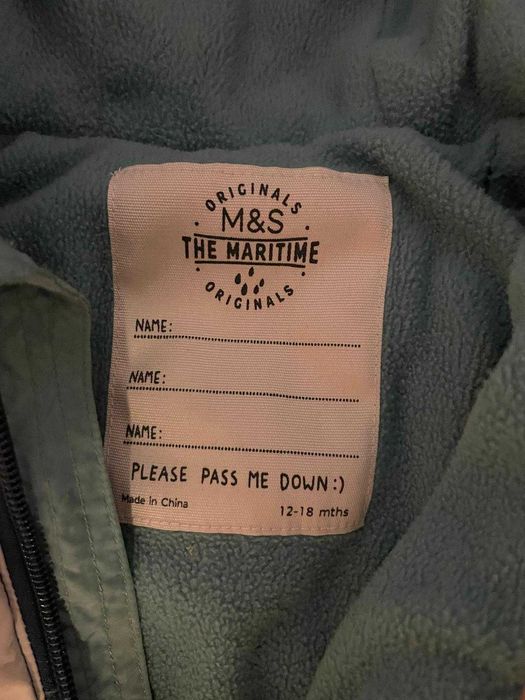 ORIGINALS
M&S
THE MARITIME
ORIGINALS
NAME:
NAME:
NAME:
PLEASE PASS ME DOWN:)
Made in China
12-18 mths